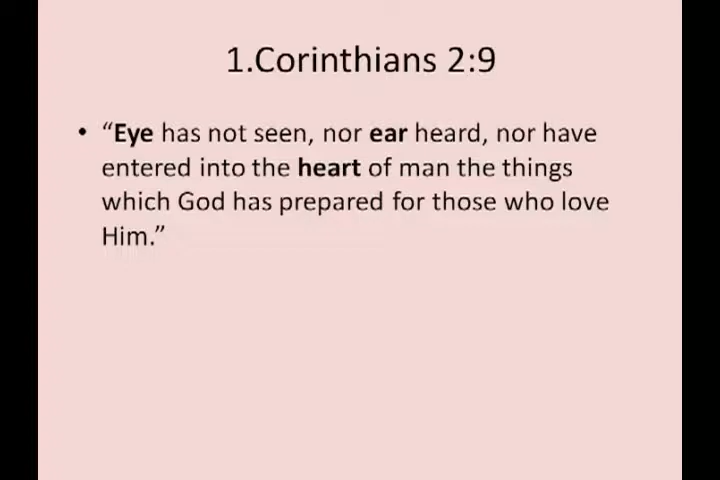 1.Corinthians 2:9
• “Eye has not seen, nor ear heard, nor have
entered into the heart of man the things
which God has prepared for those who love
Him.”